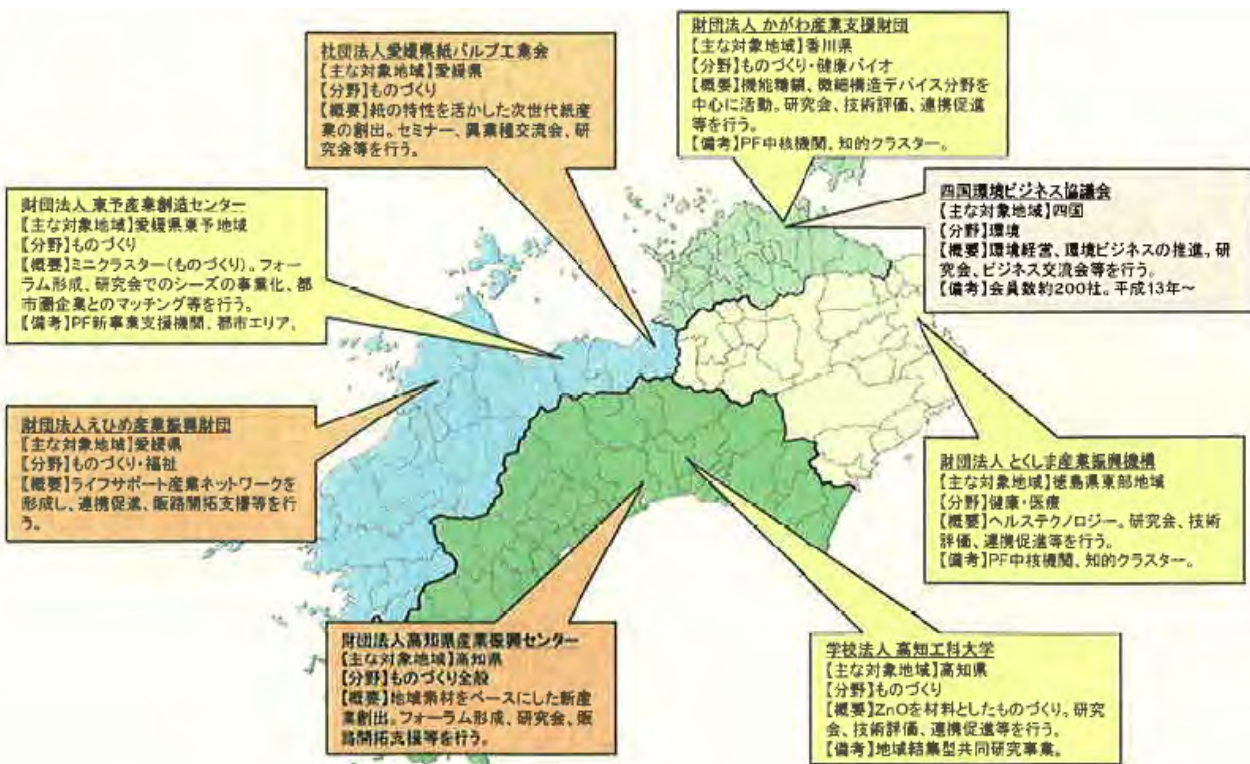 社団法人愛媛県紙パルプ工業会
【主な対象地域】愛媛県
【分野】ものづくり
【概要】紙の特性を活かした次世代紙産
業の創出。セミナー、異業種交流会、研
究会等を行う。
財団法人 かがわ産業支援財団
【主な対象地域】香川県
【分野】ものづくり・健康バイオ
【概要】機能糖鎖、微細構造デバイス分野を
中心に活動。研究会、技術評価、連携促進
等を行う。
【備考】PF中核機関、知的クラスター。
財団法人 東予産業創造センター
【主な対象地域】愛媛県東予地域
【分野】ものづくり
【概要】ミニクラスター(ものづくり)。フォー
ラム形成、研究会でのシーズの事業化、都
市圏企業とのマッチング等を行う。
【備考】PF新事業支援機関、都市エリア、
四国環境ビジネス協議会
【主な対象地域】四国
【分野】環境
【概要】環境経営、環境ビジネスの推進。研
究会、ビジネス交流会等を行う。
【備考】会員数約200社。平成13年～
財団法人えひめ産業振興財団
【主な対象地域】愛媛県
【分野】ものづくり・福祉
【概要】ライフサポート産業ネットワークを
形成し、連携促進、販路開拓支援等を行
う。
財団法人 とくしま産業振興機構
【主な対象地域】徳島県東部地域
【分野】健康・医療
【概要】ヘルステクノロジー。研究会、技術
評価、連携促進等を行う。
【備考】PF中核機関、知的クラスター。
財団法人高知県産業振興センター
【主な対象地域】高知県
【分野】ものづくり全般
【概要】地域素材をベースにした新産
業創出。フォーラム形成、研究会、販
路開拓支援等を行う。
学校法人 高知工科大学
【主な対象地域】高知県
【分野】ものづくり
【概要】ZnOを材料としたものづくり。研究
会、技術評価、連携促進等を行う。
【備考】地域結集型共同研究事業。